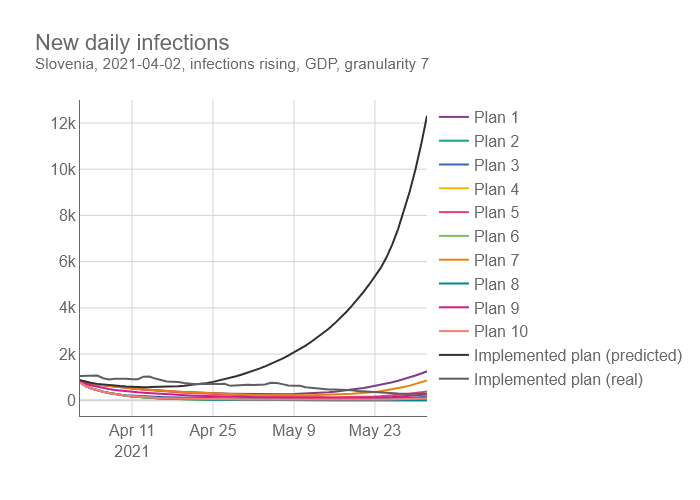 New daily infections
Slovenia, 2021-04-02, infections rising, GDP, granularity 7
12k
10k
8k
6k
4k
2k
0
Apr 11
2021
Apr 25
May 9
May 23
Plan 1
Plan 2
Plan 3
Plan 4
Plan 5
Plan 6
Plan 7
Plan 8
Plan 9
Plan 10
Implemented plan (predicted)
Implemented plan (real)